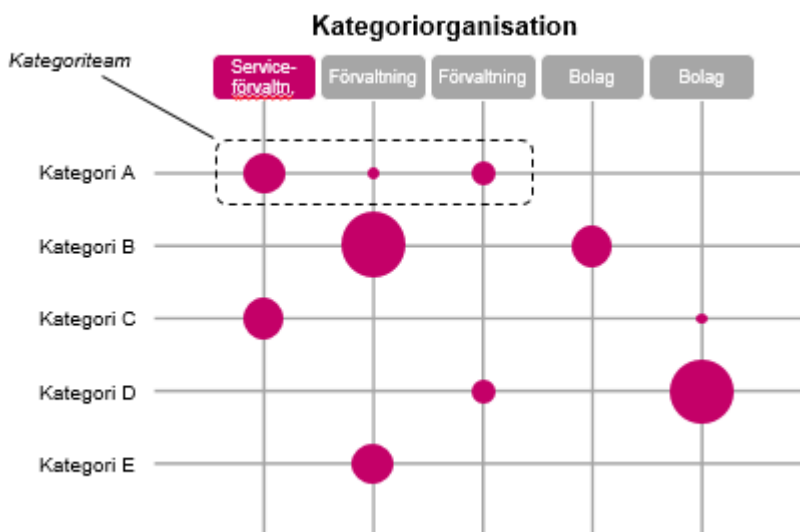 Kategoriorganisation
Kategoriteam
Service-
förvaltn.
Förvaltning
Förvaltning
Bolag
Bolag
Kategori A
Kategori B
Kategori C
Kategori D
Kategori E